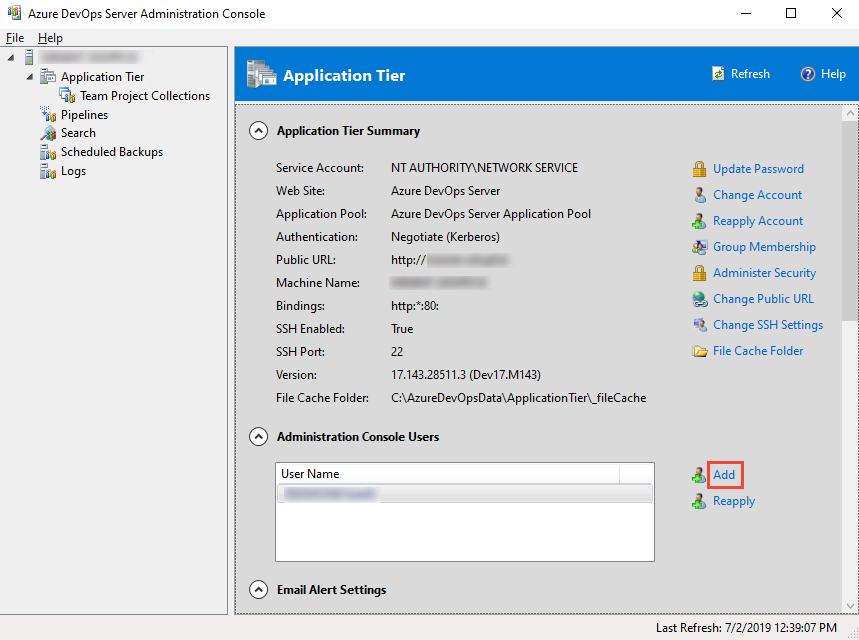 Azure DevOps Server Administration Console
File Help
Application Tier
Team Project Collections
Pipelines
Search
Scheduled Backups
Logs
Application Tier
Refresh
Help
Application Tier Summary
Service Account: NT AUTHORITY\NETWORK SERVICE
Web Site: Azure DevOps Server
Application Pool: Azure DevOps Server Application Pool
Authentication: Negotiate (Kerberos)
Public URL: http://
Machine Name:
Bindings: http:*:80:
SSH Enabled: True
SSH Port: 22
Version: 17.143.28511.3 (Dev17.M143)
File Cache Folder: C:\AzureDevOpsData\ApplicationTier\_fileCache
Update Password
Change Account
Reapply Account
Group Membership
Administer Security
Change Public URL
Change SSH Settings
File Cache Folder
Administration Console Users
User Name
Add
Reapply
Email Alert Settings
Last Refresh: 7/2/2019 12:39:07 PM